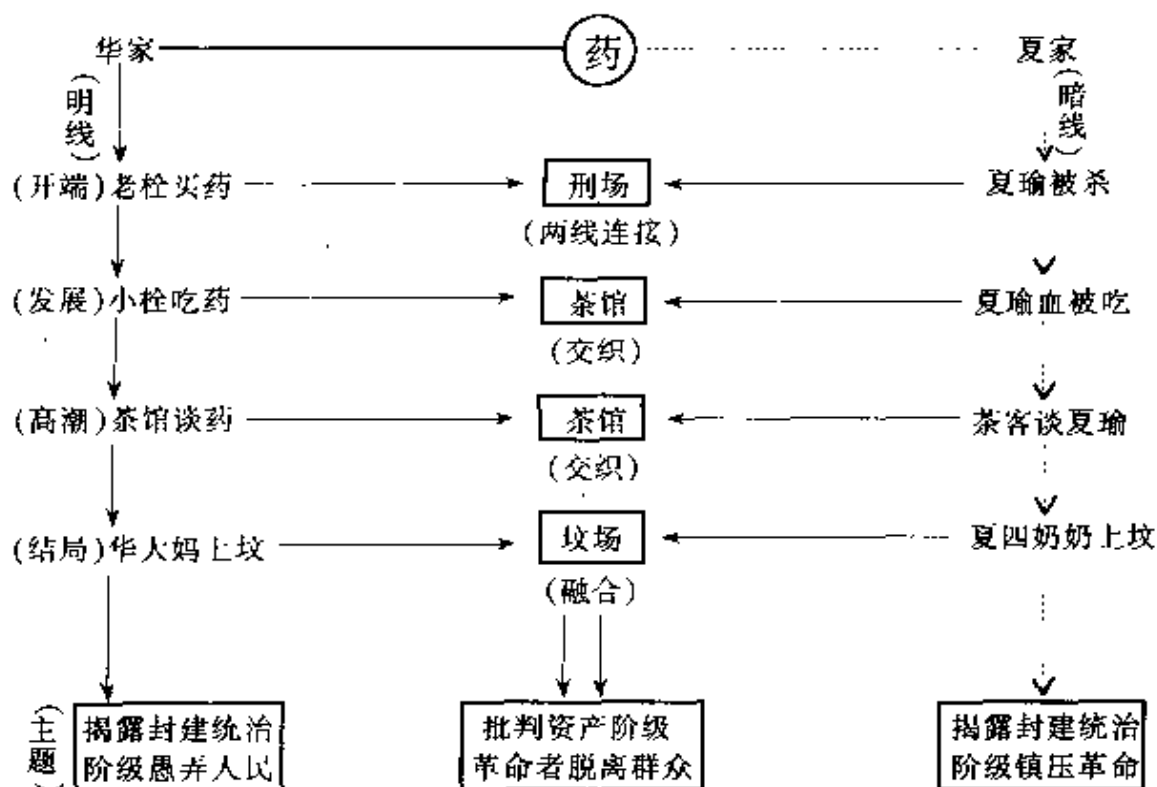 华家 药 夏家
(明线) (暗线)
(开端)老栓买药 刑场 夏瑜被杀
(两线连接)
(发展)小栓吃药 茶馆 夏瑜血被吃
(交织)
(高潮)茶馆谈药 茶馆 茶客谈夏瑜
(交织)
(结局)华大妈上坟 坟场 夏四奶奶上坟
(融合)
(主题)
揭露封建统治
阶级愚弄人民
批判资产阶级
革命者脱离群众
揭露封建统治
阶级镇压革命